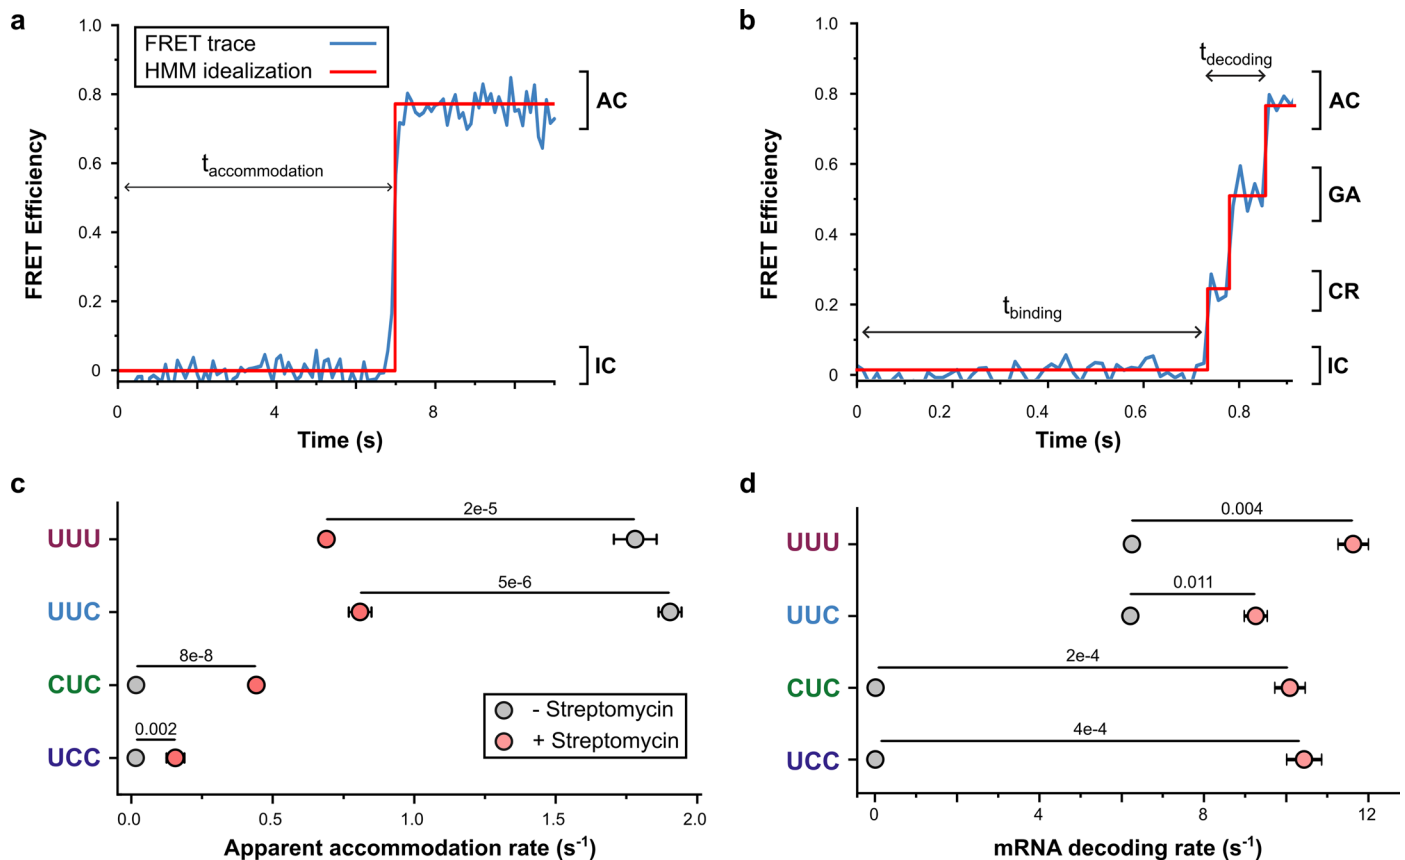 a
1.0
0.8
0.6
0.4
0.2
0
FRET Efficiency
FRET trace
HMM idealization
t accommodation
AC
IC
0
4
8
Time (s)
b
1.0
0.8
0.6
0.4
0.2
0
FRET Efficiency
t decoding
t binding
AC
GA
CR
IC
0
0.2
0.4
0.6
0.8
Time (s)
c
UUU
UUC
CUC
UCC
2e-5
5e-6
8e-8
0.002
- Streptomycin
+ Streptomycin
0.0
0.5
1.0
1.5
2.0
Apparent accommodation rate (s-1)
d
UUU
UUC
CUC
UCC
0.004
0.011
2e-4
4e-4
0
4
8
12
mRNA decoding rate (s-1)